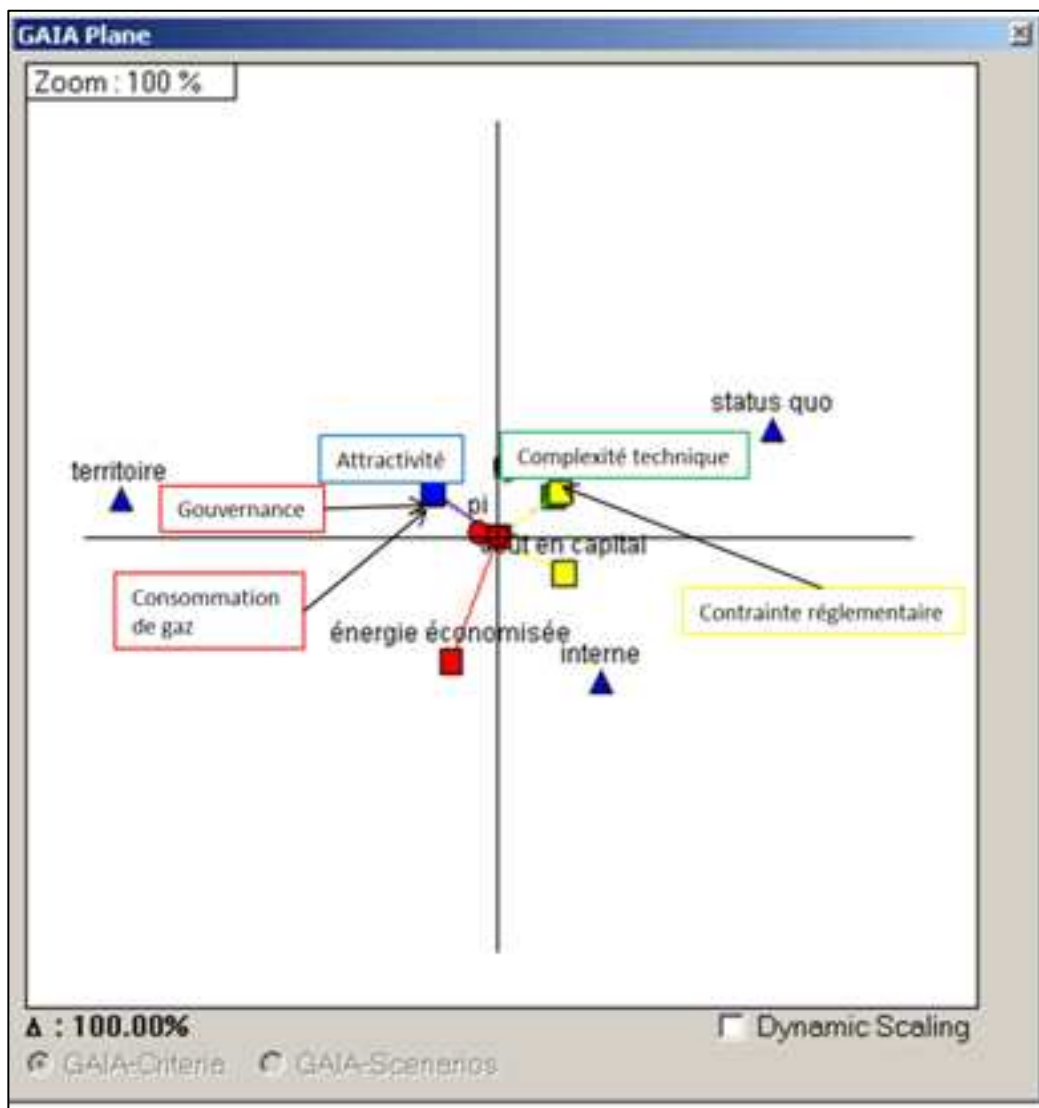 GAIA Plane
Zoom : 100 %
status quo
Attractivité
Complexité technique
territoire
Gouvernance
pi
out en capital
Consommation
de gaz
Contrainte réglementaire
énergie économisée
interne
Δ : 100.00%
Dynamic Scaling
GAIA-Criteria
GAIA-Scenarios